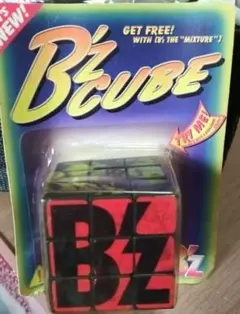 NEW!
GET FREE!
WITH B'z THE "MIXTURE"!
B'z
CUBE
TRY ME!
B'Z
B'Z